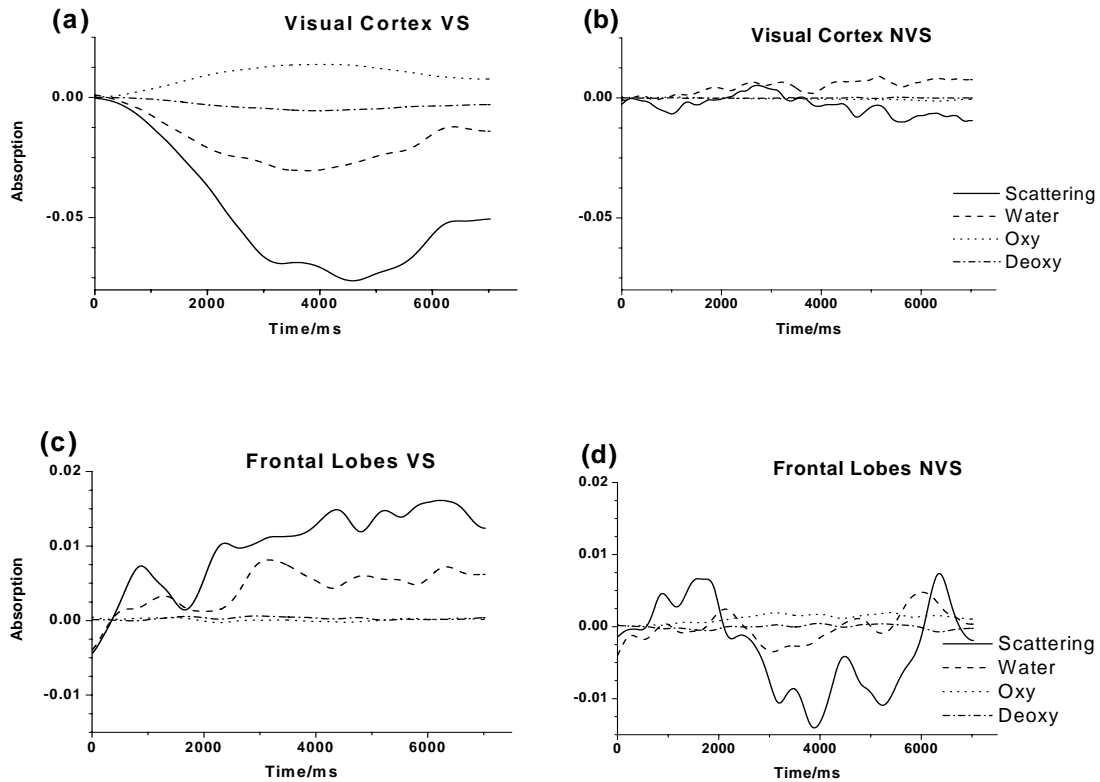 (a)
Visual Cortex VS
0.00
-0.05
Absorption
0 2000 4000 6000
Time/ms
(b)
Visual Cortex NVS
0.00
-0.05
0 2000 4000 6000
Time/ms
Scattering
Water
Oxy
Deoxy
(c)
Frontal Lobes VS
0.02
0.01
0.00
-0.01
Absorption
0 2000 4000 6000
Time/ms
(d)
Frontal Lobes NVS
0.02
0.01
0.00
-0.01
0 2000 4000 6000
Time/ms
Scattering
Water
Oxy
Deoxy